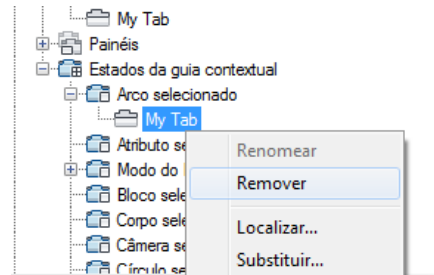 My Tab
Painéis
Estados da guia contextual
Arco selecionado
My Tab
Atributo se
Renomear
Modo do
Remover
Bloco sele
Corpo sele
Localizar...
Câmera se
Substituir...
Círculo se